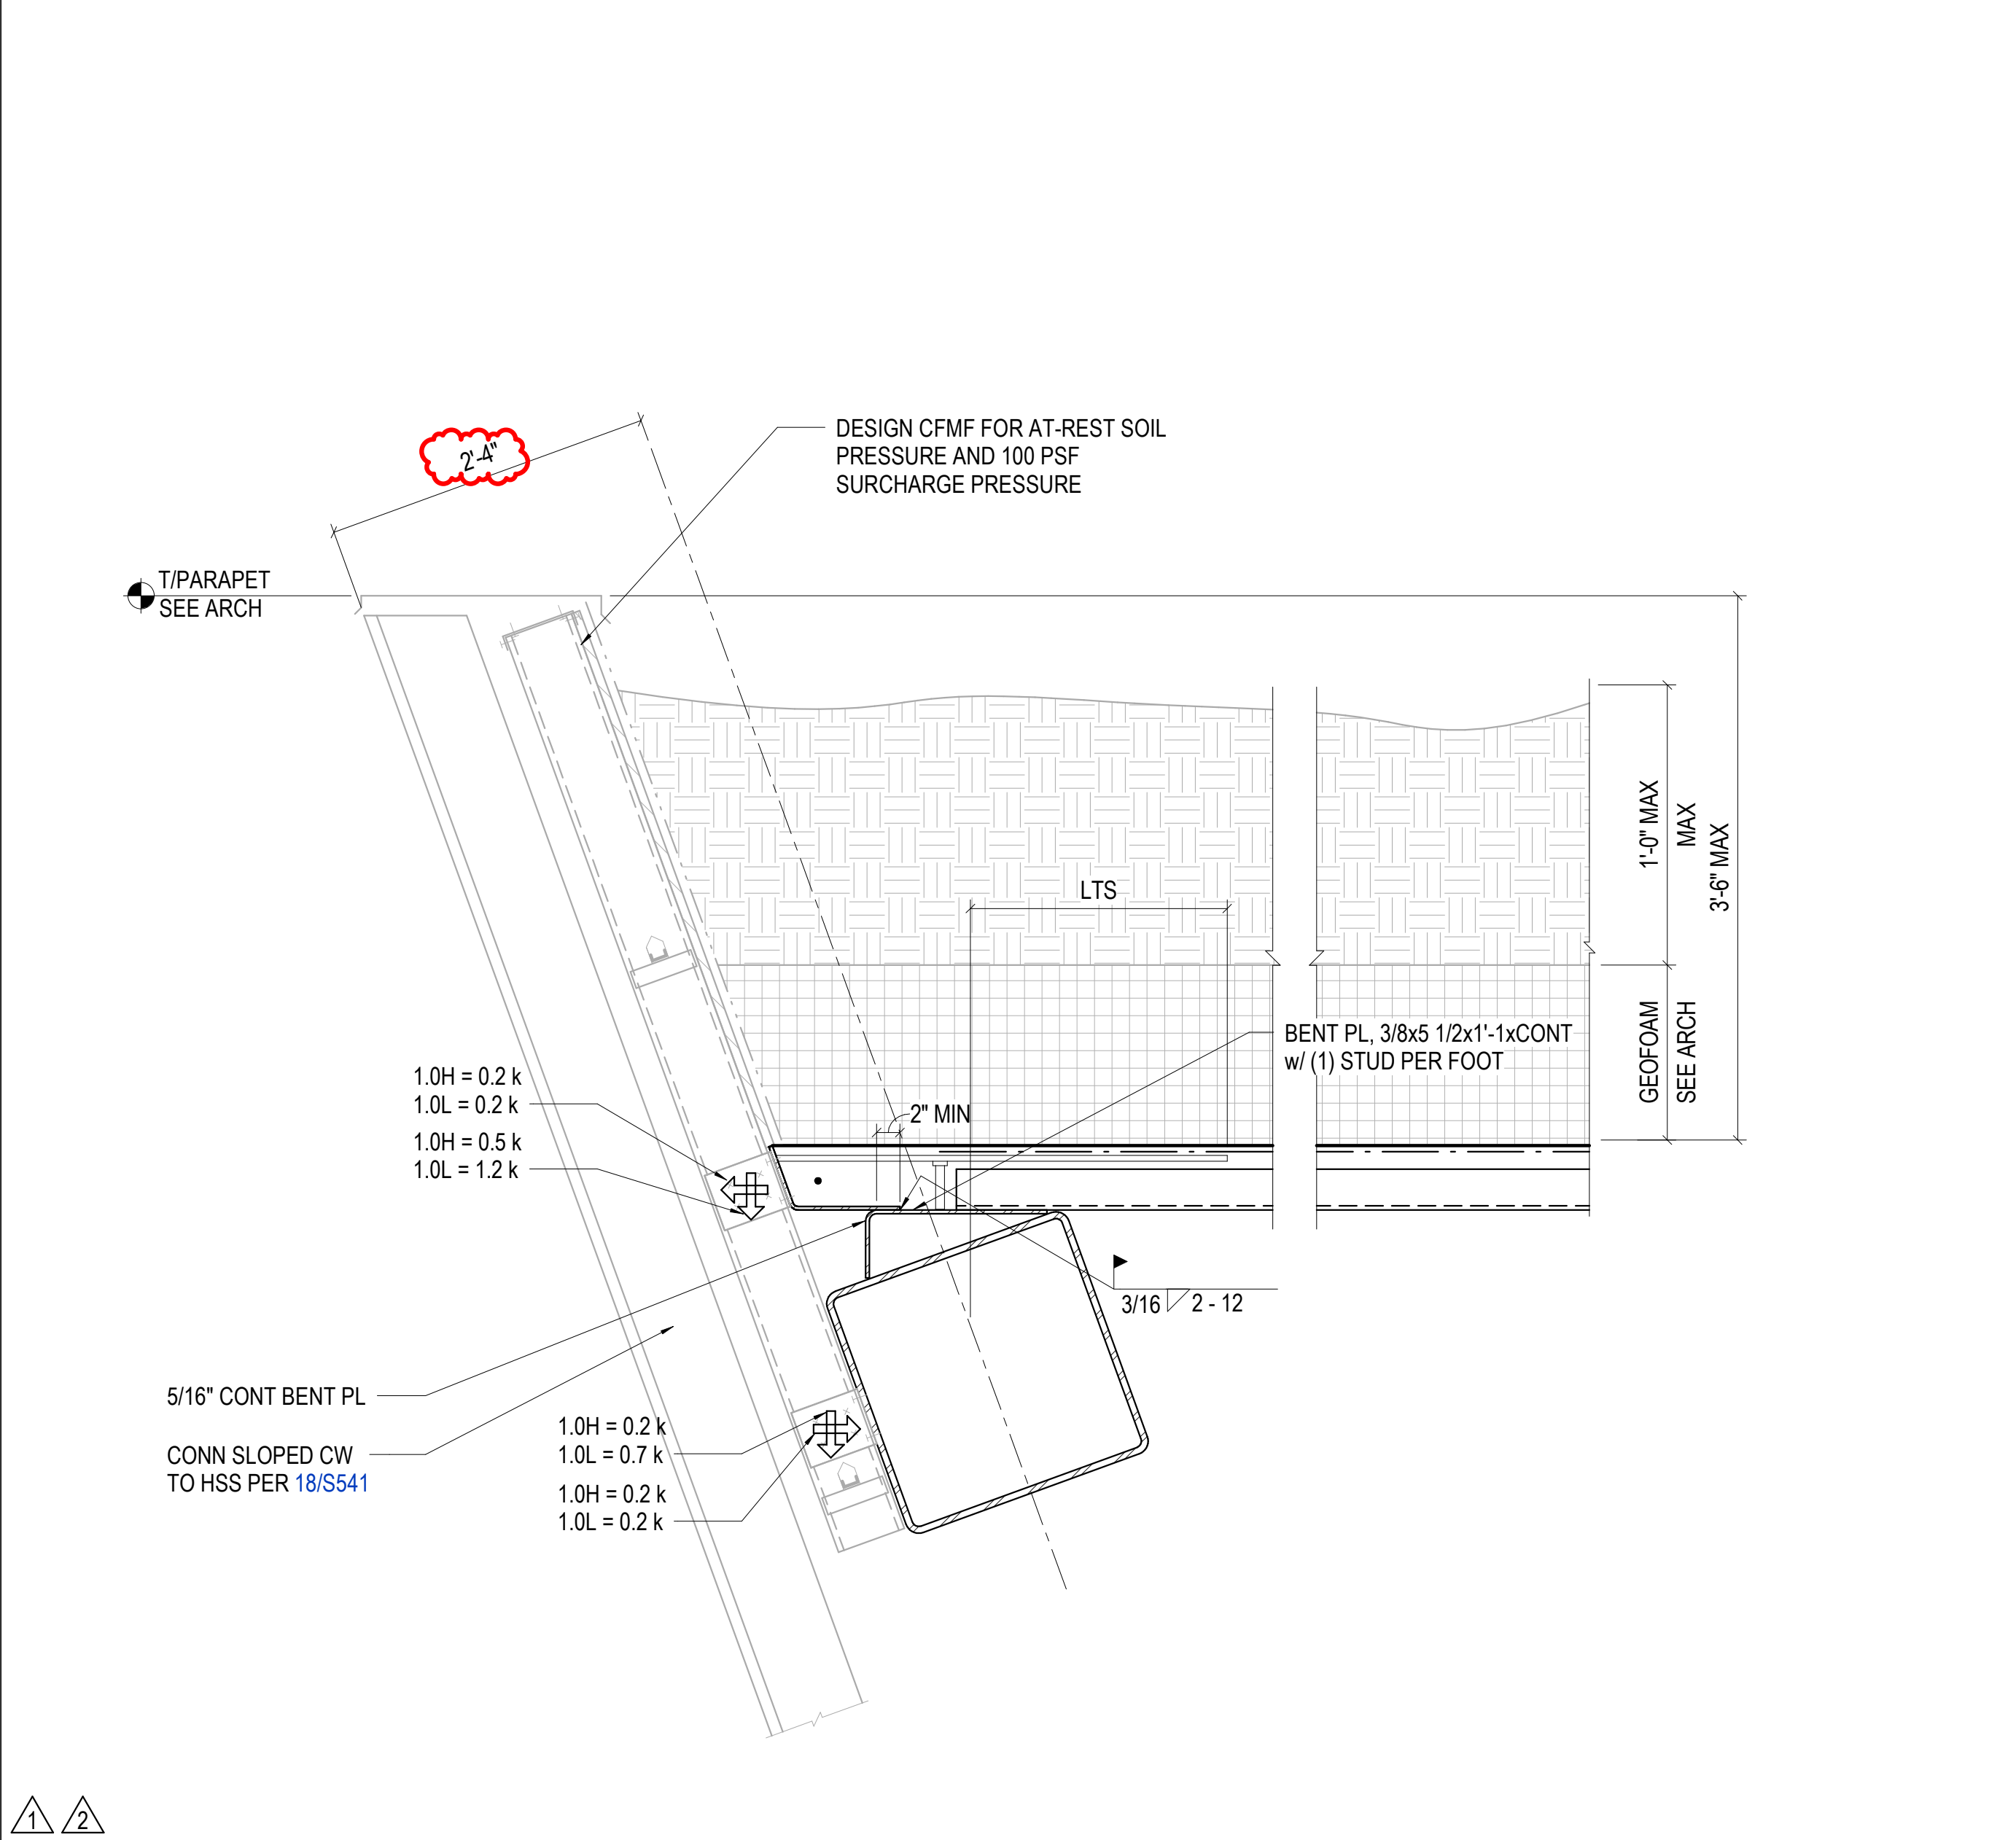 2'-4"
DESIGN CFMF FOR AT-REST SOIL
PRESSURE AND 100 PSF
SURCHARGE PRESSURE
T/PARAPET
SEE ARCH
1'-0" MAX
MAX
3'-6" MAX
LTS
GEOFOAM
SEE ARCH
BENT PL, 3/8x5 1/2x1'-1xCONT
w/ (1) STUD PER FOOT
2" MIN
1.0H = 0.2 k
1.0L = 0.2 k
1.0H = 0.5 k
1.0L = 1.2 k
3/16
2 - 12
5/16" CONT BENT PL
CONN SLOPED CW
TO HSS PER 18/S541
1.0H = 0.2 k
1.0L = 0.7 k
1.0H = 0.2 k
1.0L = 0.2 k
1
2